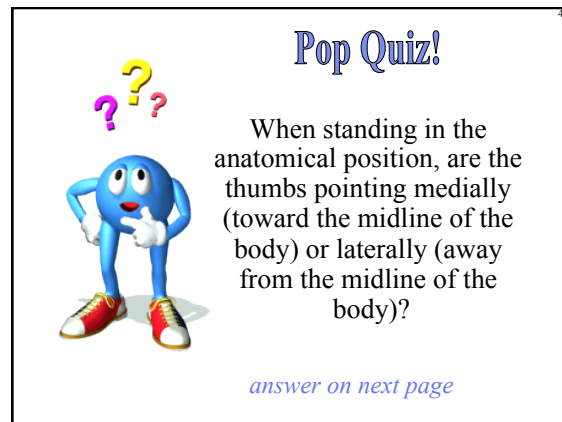 4
Pop Quiz!
? ? ?
When standing in the
anatomical position, are the
thumbs pointing medially
(toward the midline of the
body) or laterally (away
from the midline of the
body)?
answer on next page